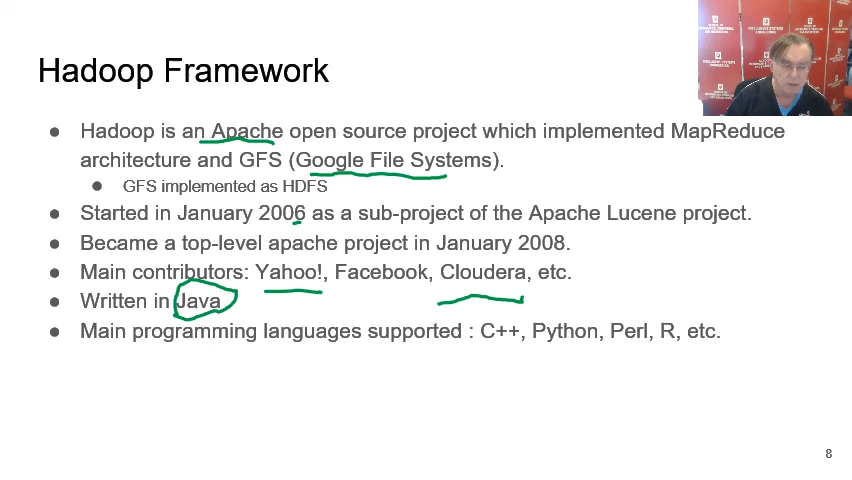 Hadoop Framework
● Hadoop is an Apache open source project which implemented MapReduce
architecture and GFS (Google File Systems).
● GFS implemented as HDFS
● Started in January 2006 as a sub-project of the Apache Lucene project.
● Became a top-level apache project in January 2008.
● Main contributors: Yahoo!, Facebook, Cloudera, etc.
● Written in Java
● Main programming languages supported : C++, Python, Perl, R, etc.
8